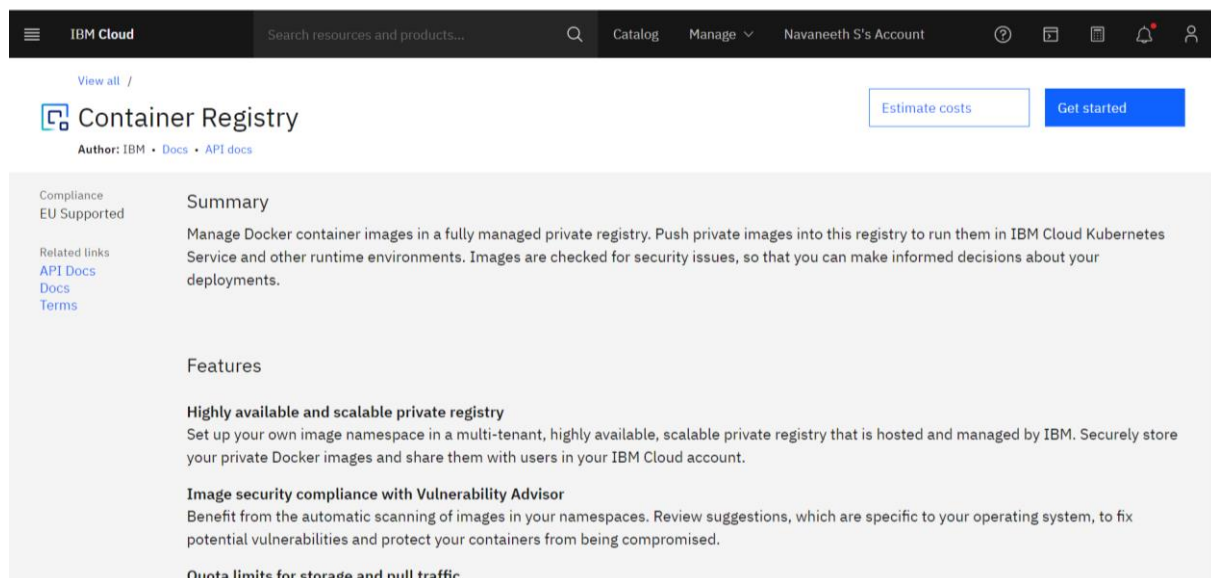 IBM Cloud
Search resources and products...
Catalog
Manage
Navaneeth S's Account
View all /
Container Registry
Estimate costs
Get started
Author: IBM • Docs • API docs
Compliance
EU Supported
Related links
API Docs
Docs
Terms
Summary
Manage Docker container images in a fully managed private registry. Push private images into this registry to run them in IBM Cloud Kubernetes
Service and other runtime environments. Images are checked for security issues, so that you can make informed decisions about your
deployments.
Features
Highly available and scalable private registry
Set up your own image namespace in a multi-tenant, highly available, scalable private registry that is hosted and managed by IBM. Securely store
your private Docker images and share them with users in your IBM Cloud account.
Image security compliance with Vulnerability Advisor
Benefit from the automatic scanning of images in your namespaces. Review suggestions, which are specific to your operating system, to fix
potential vulnerabilities and protect your containers from being compromised.
Quota limits for storage and pull traffic